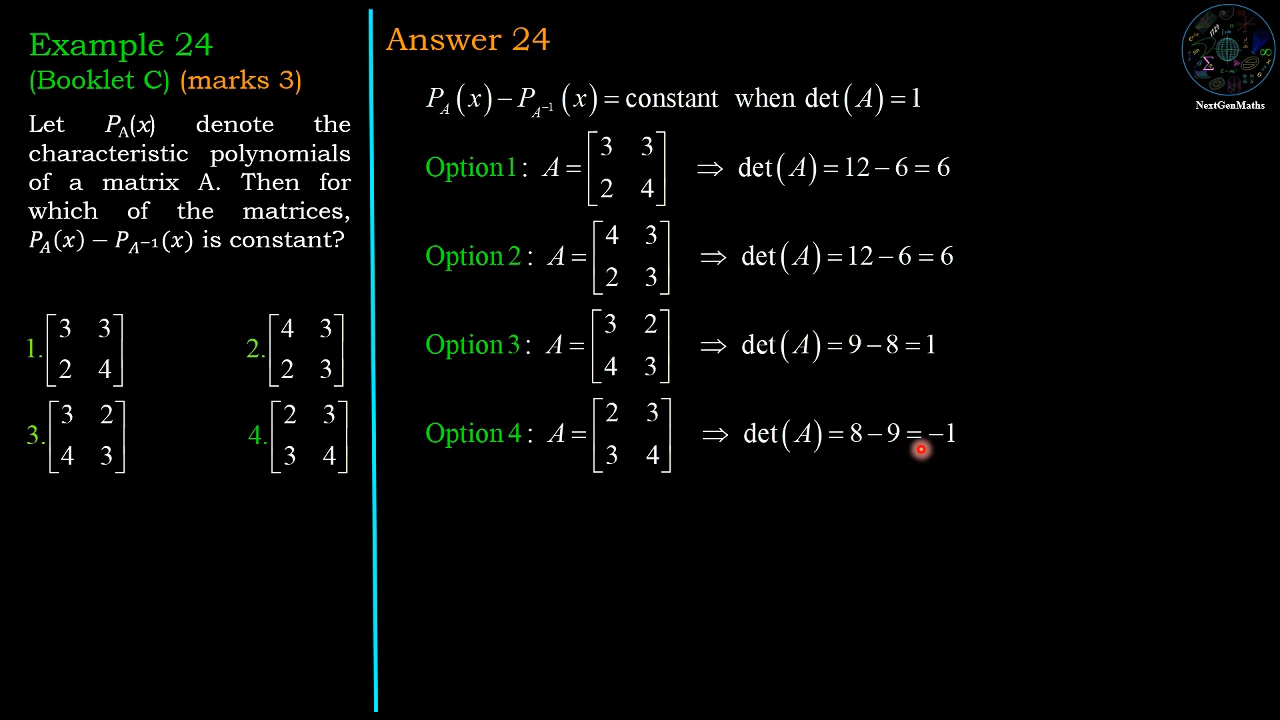 Example 24
(Booklet C) (marks 3)
Let P_A(x) denote the
characteristic polynomials
of a matrix A. Then for
which of the matrices,
P_A(x) − P_{A⁻¹}(x) is constant?
1. [3 3; 2 4] 2. [4 3; 2 3]
3. [3 2; 4 3] 4. [2 3; 3 4]
Answer 24
P_A(x) − P_{A⁻¹}(x) = constant when det(A) = 1
Option 1: A = [3 3; 2 4] ⇒ det(A) = 12 − 6 = 6
Option 2: A = [4 3; 2 3] ⇒ det(A) = 12 − 6 = 6
Option 3: A = [3 2; 4 3] ⇒ det(A) = 9 − 8 = 1
Option 4: A = [2 3; 3 4] ⇒ det(A) = 8 − 9 = −1
NextGenMaths